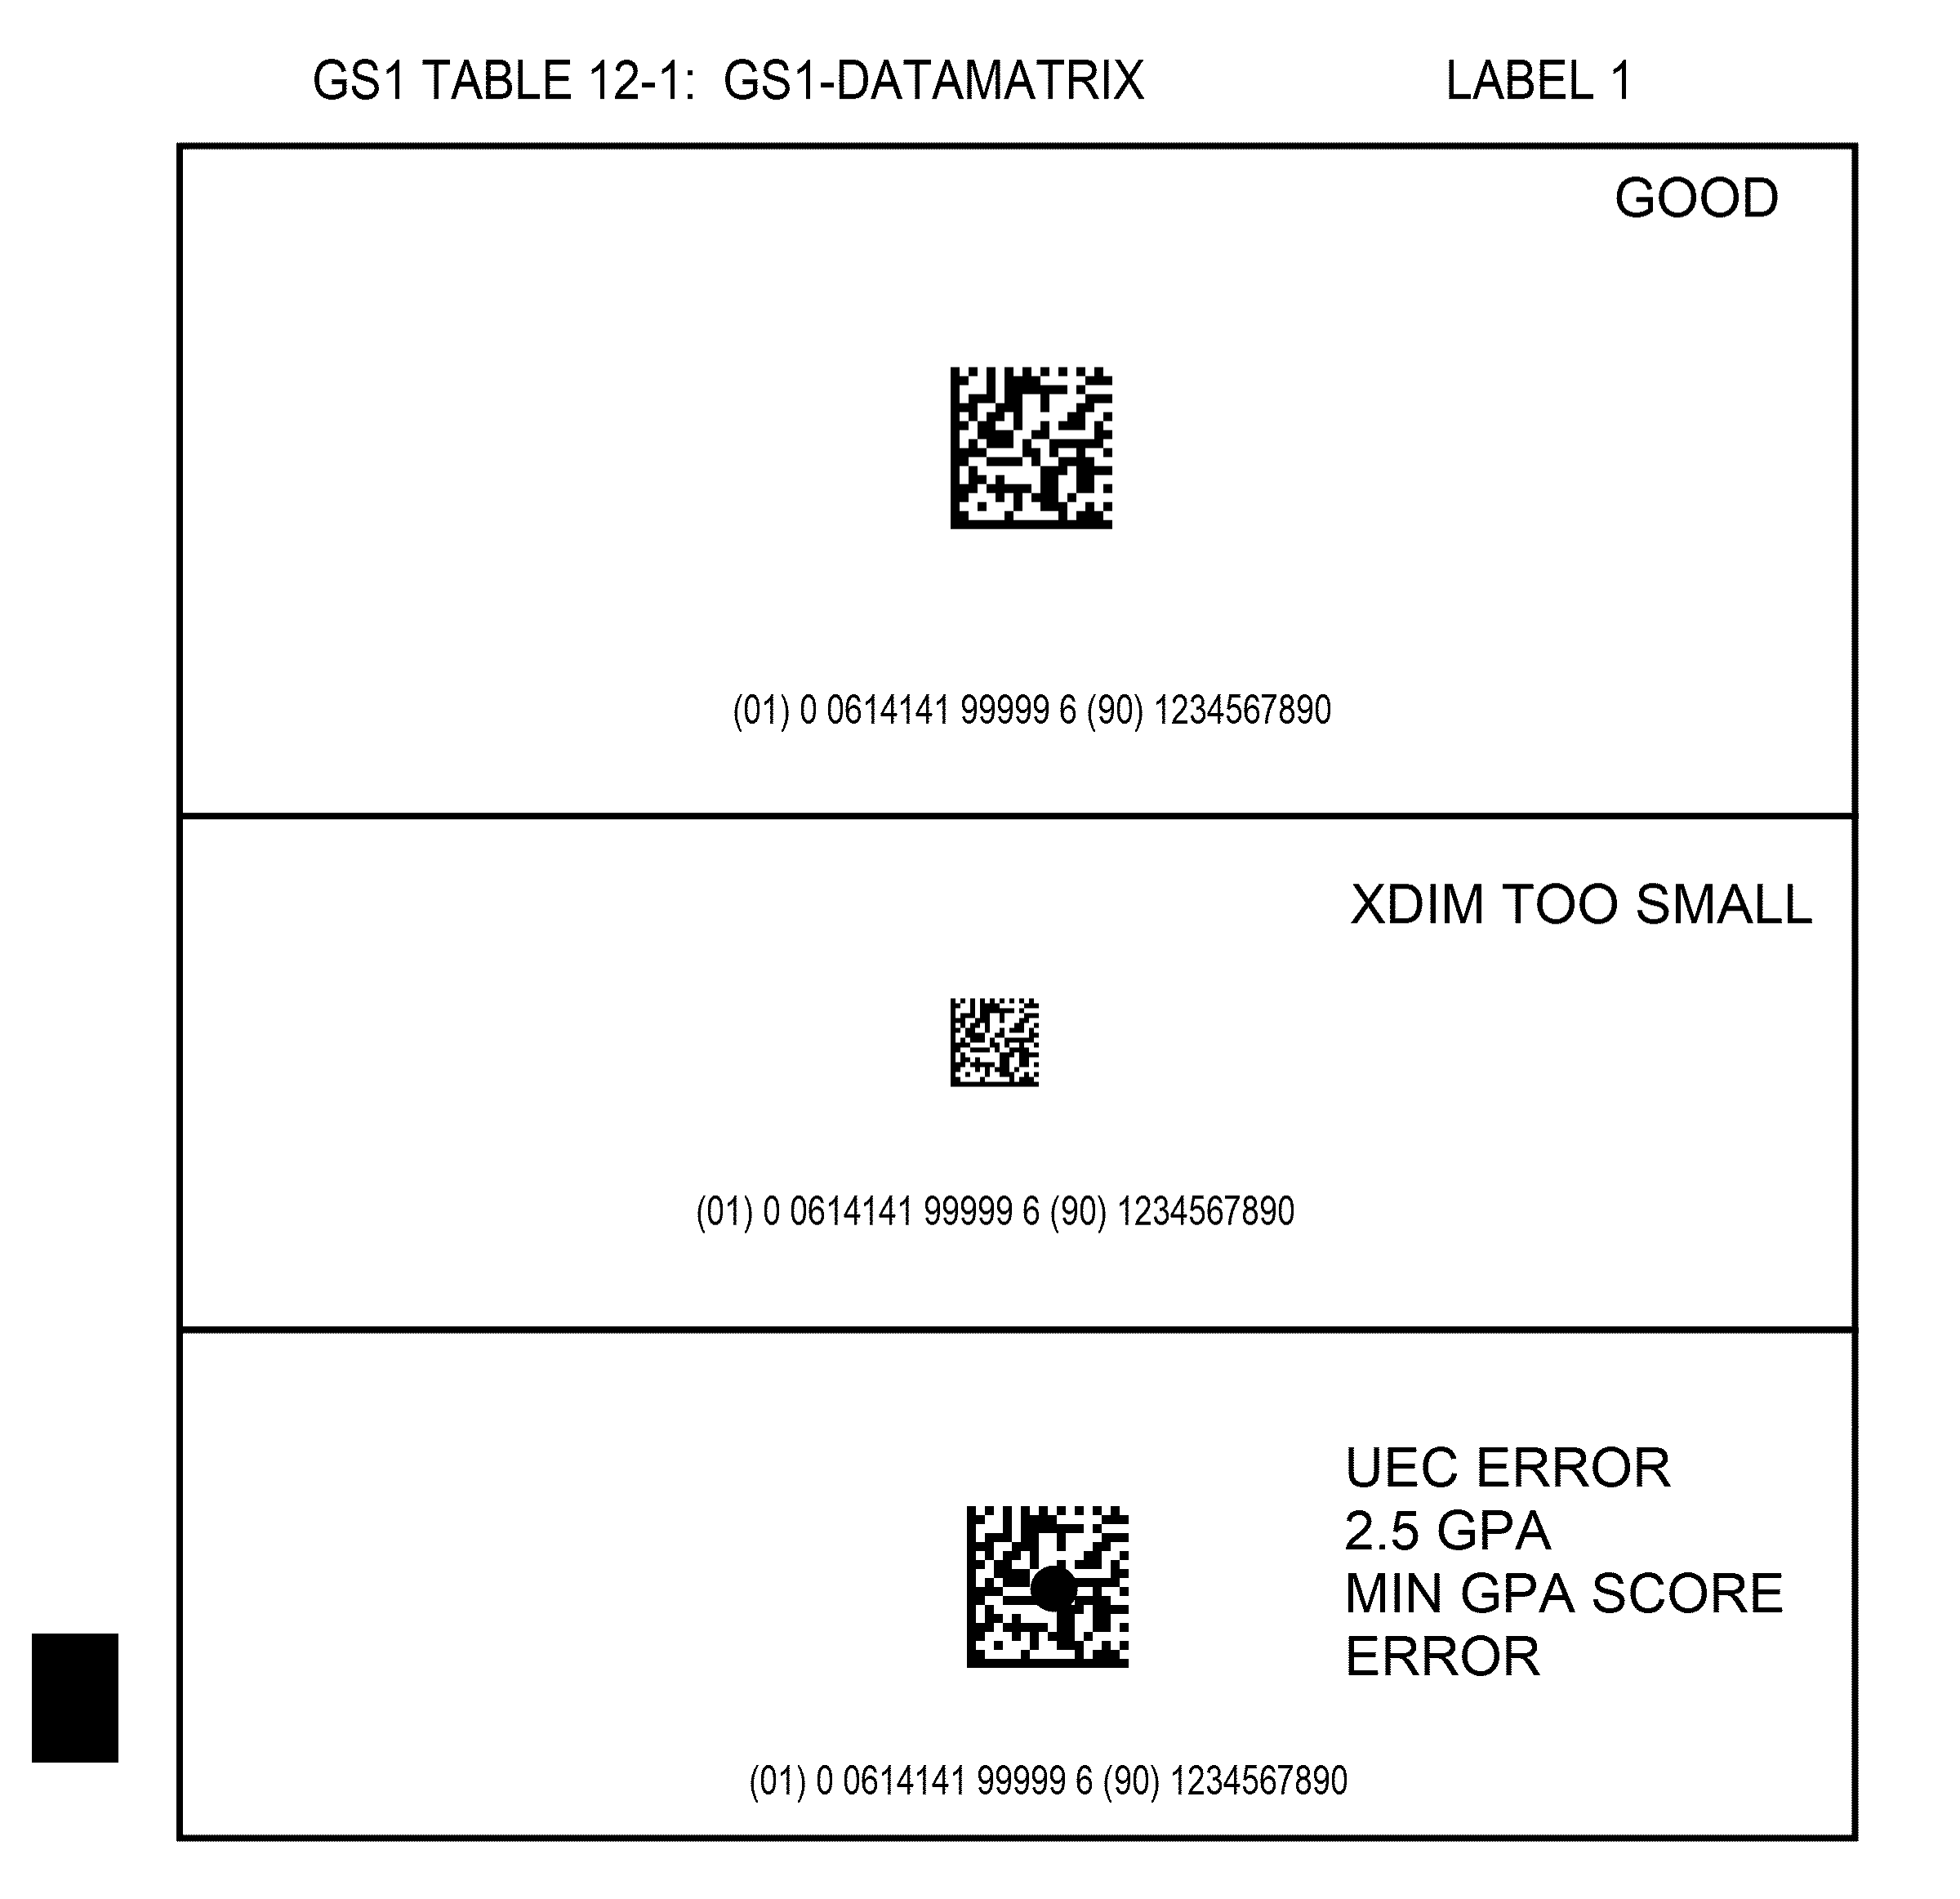 GS1 TABLE 12-1: GS1-DATAMATRIX LABEL 1
GOOD
(01) 0 0614141 99999 6 (90) 1234567890
XDIM TOO SMALL
(01) 0 0614141 99999 6 (90) 1234567890
UEC ERROR
2.5 GPA
MIN GPA SCORE
ERROR
(01) 0 0614141 99999 6 (90) 1234567890